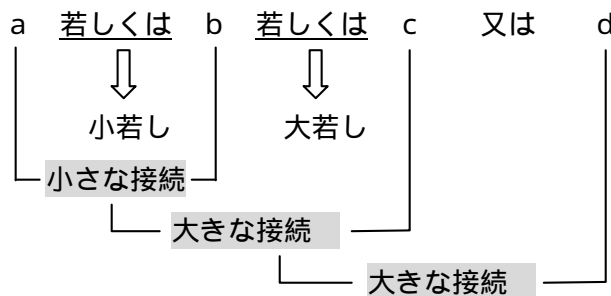 a 若しくは b 若しくは c 又は d
小若し 大若し
小さな接続
大きな接続
大きな接続